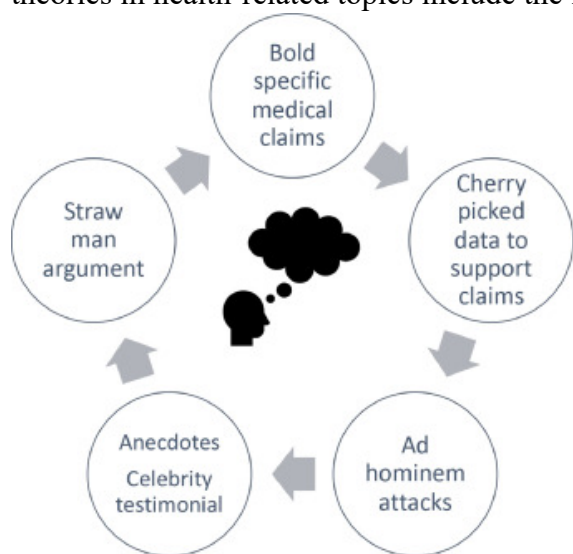 theories in health-related topics include the
Bold
specific
medical
claims
Cherry
picked
data to
support
claims
Ad
hominem
attacks
Anecdotes
Celebrity
testimonial
Straw
man
argument